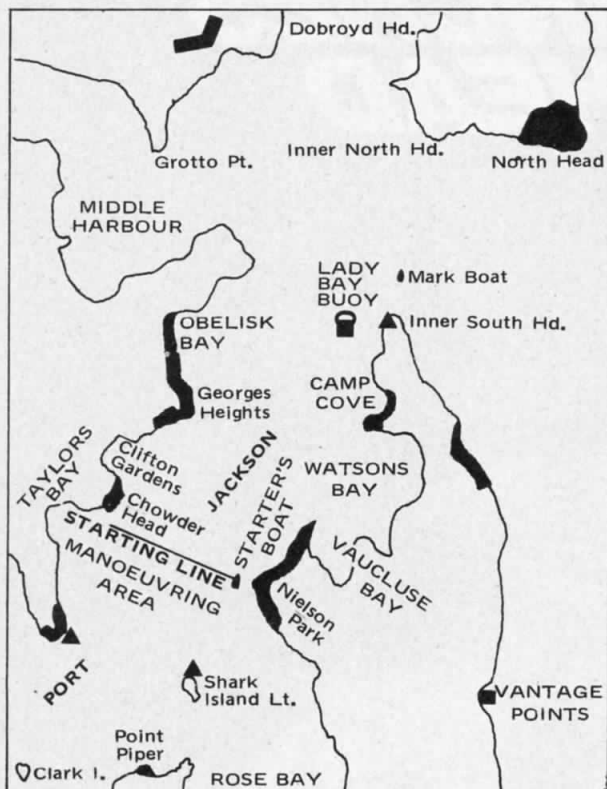 Dobroyd Hd.
Grotto Pt.
Inner North Hd.
North Head
MIDDLE
HARBOUR
LADY
BAY
BUOY
Mark Boat
OBELISK
BAY
Inner South Hd.
Georges
Heights
CAMP
COVE
TAYLORS
BAY
Clifton
Gardens
JACKSON
WATSONS
BAY
Chowder
Head
STARTER'S
BOAT
STARTING LINE
MANOEUVRING
AREA
VAUCLUSE
BAY
Nielson
Park
PORT
Shark
Island Lt.
VANTAGE
POINTS
Point
Piper
Clark I.
ROSE BAY